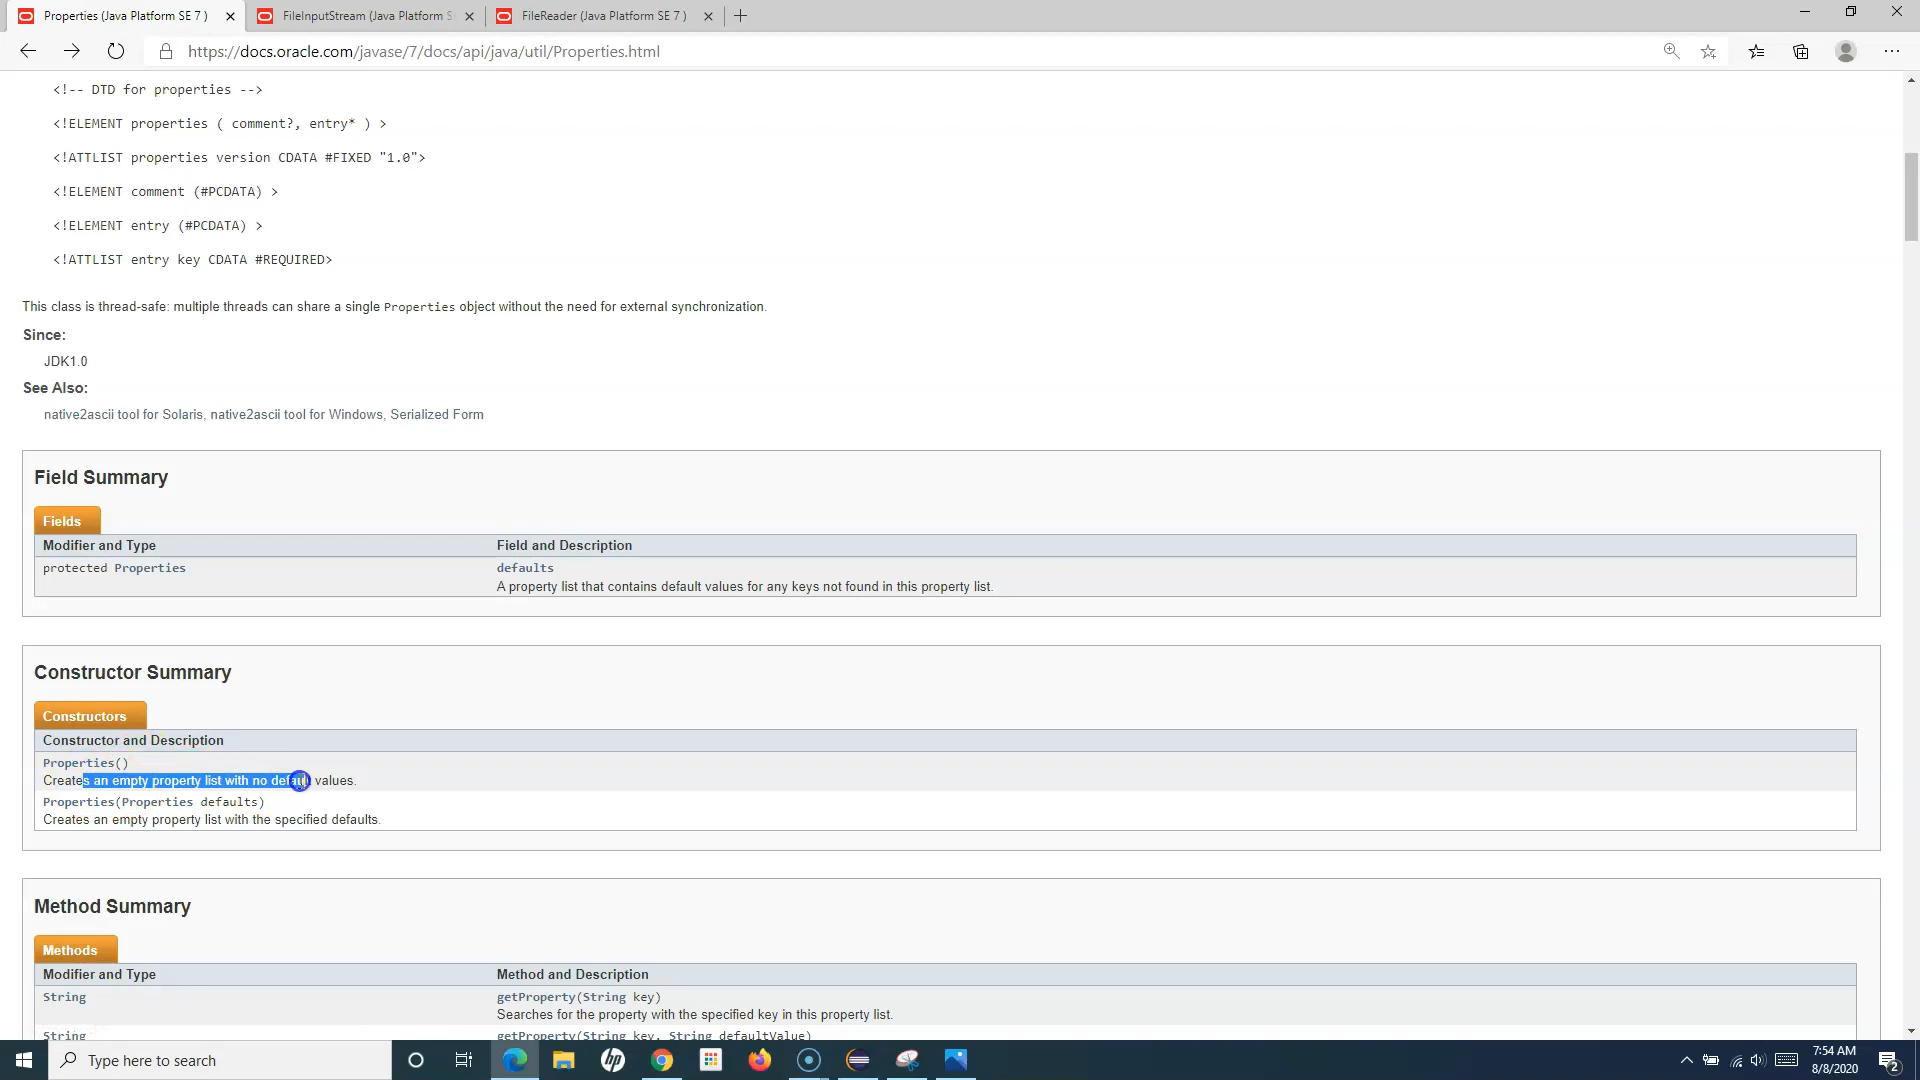 Properties (Java Platform SE 7 )
FileInputStream (Java Platform S
FileReader (Java Platform SE 7 )
https://docs.oracle.com/javase/7/docs/api/java/util/Properties.html
<!-- DTD for properties -->
<!ELEMENT properties ( comment?, entry* ) >
<!ATTLIST properties version CDATA #FIXED "1.0">
<!ELEMENT comment (#PCDATA) >
<!ELEMENT entry (#PCDATA) >
<!ATTLIST entry key CDATA #REQUIRED>
This class is thread-safe: multiple threads can share a single Properties object without the need for external synchronization.
Since:
JDK1.0
See Also:
native2ascii tool for Solaris, native2ascii tool for Windows, Serialized Form
Field Summary
Fields
Modifier and Type Field and Description
protected Properties defaults
A property list that contains default values for any keys not found in this property list.
Constructor Summary
Constructors
Constructor and Description
Properties()
Creates an empty property list with no default values.
Properties(Properties defaults)
Creates an empty property list with the specified defaults.
Method Summary
Methods
Modifier and Type Method and Description
String getProperty(String key)
Searches for the property with the specified key in this property list.
String getProperty(String key, String defaultValue)
Type here to search
hp
7:54 AM
8/8/2020
2